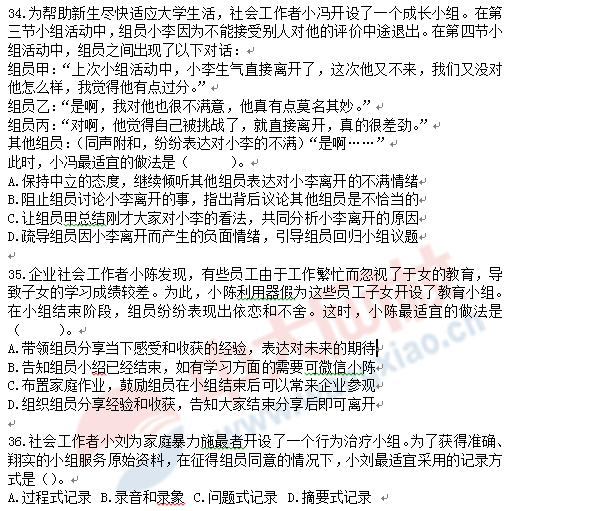 34.为帮助新生尽快适应大学生活，社会工作者小冯开设了一个成长小组。在第
三节小组活动中，组员小李因为不能接受别人对他的评价中途退出。在第四节小
组活动中，组员之间出现了以下对话：
组员甲：“上次小组活动中，小李生气直接离开了，这次他又不来，我们又没对
他怎么样，我觉得他有点过分。”
组员乙：“是啊，我对他也很不满意，他真有点莫名其妙。”
组员丙：“对啊，他觉得自己被挑战了，就直接离开，真的很差劲。”
其他组员：（同声附和，纷纷表达对小李的不满）“是啊……”
此时，小冯最适宜的做法是（　　）。
A.保持中立的态度，继续倾听其他组员表达对小李离开的不满情绪
B.阻止组员讨论小李离开的事，指出背后议论其他组员是不恰当的
C.让组员甲总结刚才大家对小李的看法，共同分析小李离开的原因
D.疏导组员因小李离开而产生的负面情绪，引导组员回归小组议题
35.企业社会工作者小陈发现，有些员工由于工作繁忙而忽视了子女的教育，导
致子女的学习成绩较差。为此，小陈利用器假为这些员工子女开设了教育小组。
在小组结束阶段，组员纷纷表现出依恋和不舍。这时，小陈最适宜的做法是
（　　）。
A.带领组员分享当下感受和收获的经验，表达对未来的期待
B.告知组员小绍已经结束，如有学习方面的需要可微信小陈
C.布置家庭作业，鼓励组员在小组结束后可以常来企业参观
D.组织组员分享经验和收获，告知大家结束分享后即可离开
36.社会工作者小刘为家庭暴力施最者开设了一个行为治疗小组。为了获得准确、
翔实的小组服务原始资料，在征得组员同意的情况下，小刘最适宜采用的记录方
式是（）。
A.过程式记录 B.录音和录象 C.问题式记录 D.摘要式记录